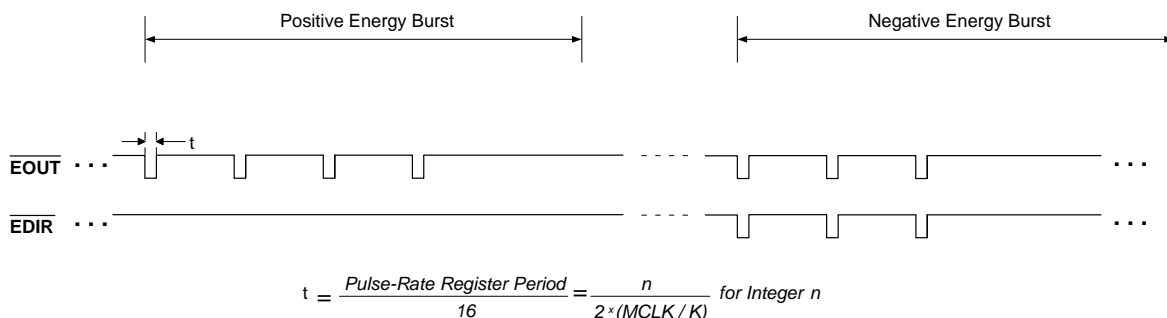 Positive Energy Burst
Negative Energy Burst
t
EOUT ... ...
EDIR ... ...
t = Pulse-Rate Register Period / 16 = n / 2 x (MCLK / K) for Integer n